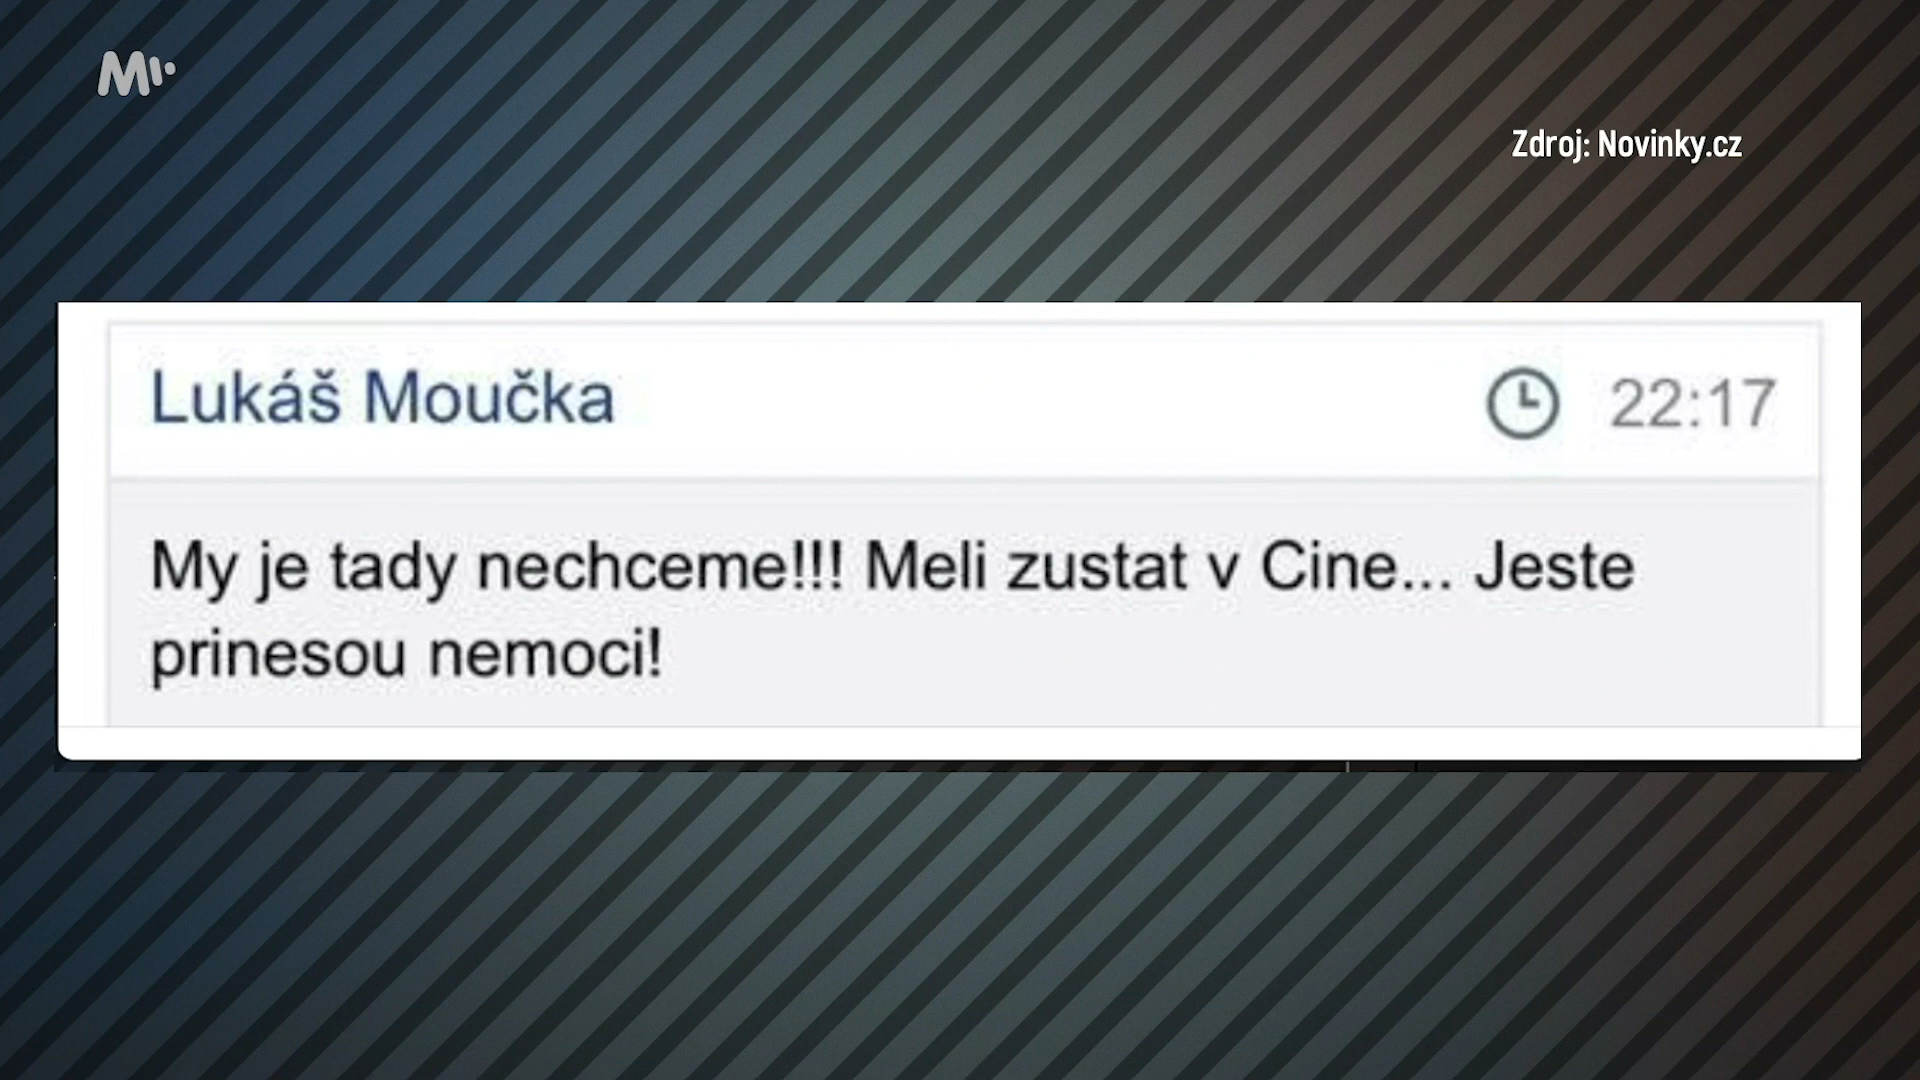 M
Zdroj: Novinky.cz
Lukáš Moučka
22:17
My je tady nechceme!!! Meli zustat v Cine... Jeste
prinesou nemoci!